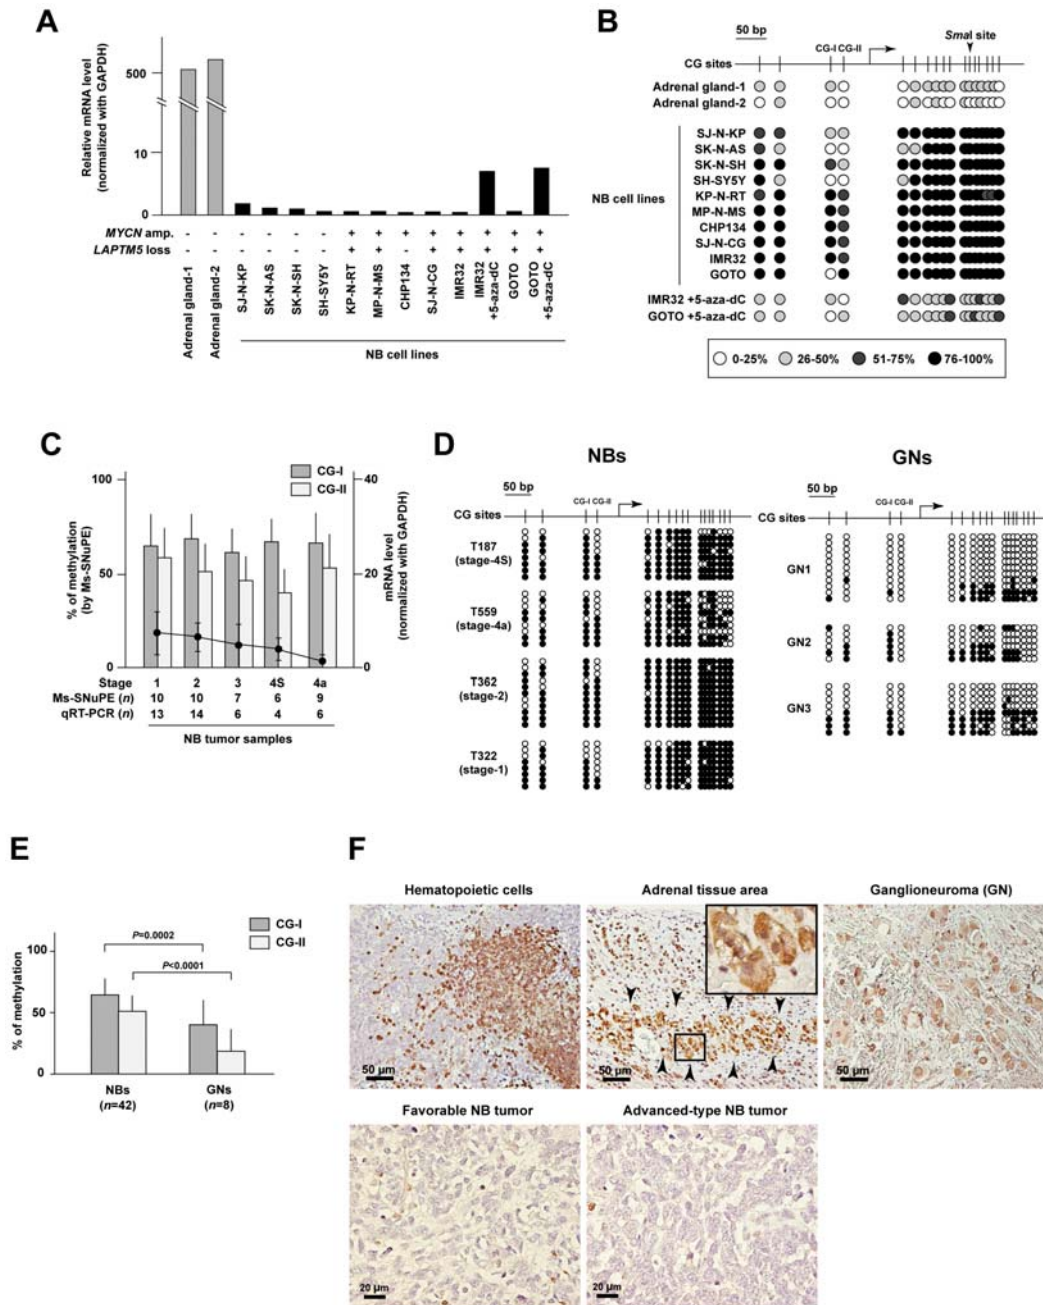 A
Relative mRNA level
(normalized with GAPDH)
500
10
0
MYCN amp. - - - - - - + + - + + + + +
LAPTM5 loss - - - - - - + + + + + + + +
Adrenal gland-1
Adrenal gland-2
SJ-N-KP
SK-N-AS
SK-N-SH
SH-SY5Y
KP-N-RT
MP-N-MS
CHP134
SJ-N-CG
IMR32
IMR32
+5-aza-dC
GOTO
GOTO
+5-aza-dC
NB cell lines
B
50 bp
SmaI site
CG-I CG-II
CG sites
Adrenal gland-1
Adrenal gland-2
NB cell lines
SJ-N-KP
SK-N-AS
SK-N-SH
SH-SY5Y
KP-N-RT
MP-N-MS
CHP134
SJ-N-CG
IMR32
GOTO
IMR32 +5-aza-dC
GOTO +5-aza-dC
0-25% 26-50% 51-75% 76-100%
C
% of methylation
(by Ms-SNuPE)
100
50
0
CG-I
CG-II
40
20
0
mRNA level
(normalized with GAPDH)
Stage 1 2 3 4S 4a
Ms-SNuPE (n) 10 10 7 6 9
qRT-PCR (n) 13 14 6 4 6
NB tumor samples
D
NBs
50 bp
CG-I CG-II
CG sites
T187
(stage-4S)
T559
(stage-4a)
T362
(stage-2)
T322
(stage-1)
GNs
50 bp
CG-I CG-II
CG sites
GN1
GN2
GN3
E
% of methylation
100
50
0
P=0.0002
P<0.0001
CG-I
CG-II
NBs
(n=42)
GNs
(n=8)
F
Hematopoietic cells
50 μm
Adrenal tissue area
50 μm
Ganglioneuroma (GN)
50 μm
Favorable NB tumor
20 μm
Advanced-type NB tumor
20 μm